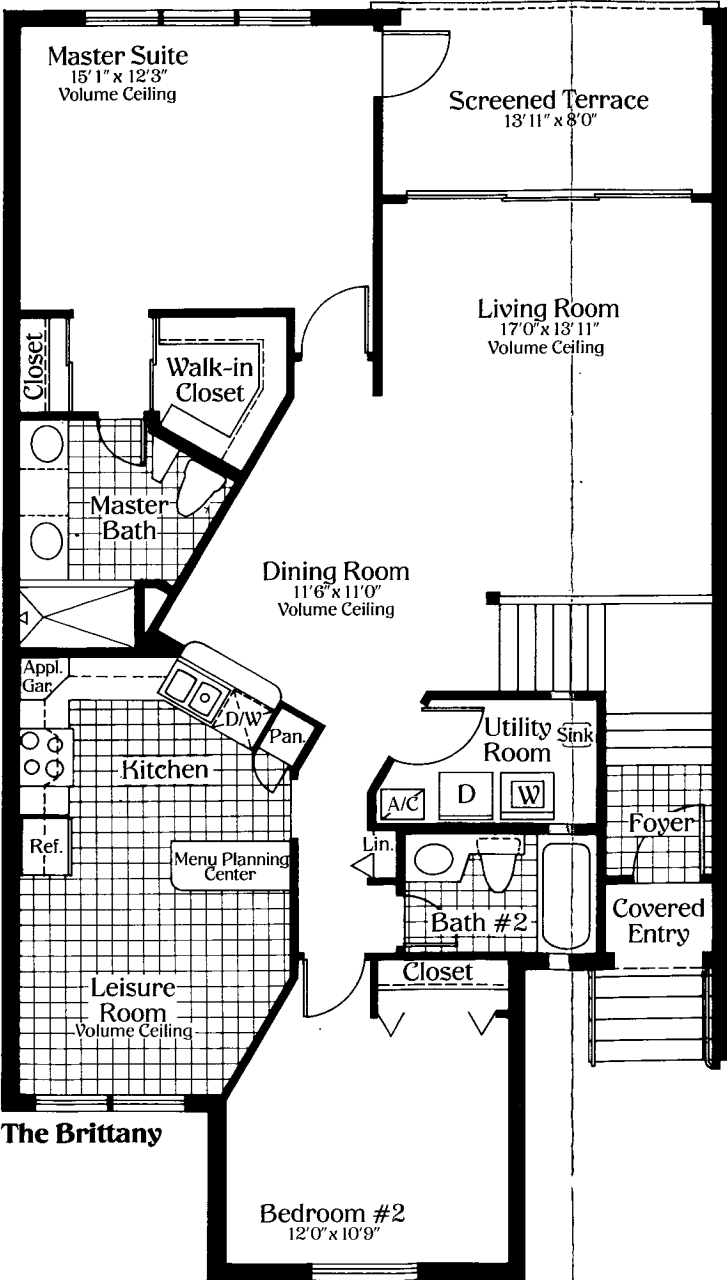 Master Suite
15'1" x 12'3"
Volume Ceiling
Screened Terrace
13'11" x 8'0"
Living Room
17'0" x 13'11"
Volume Ceiling
Closet
Walk-in
Closet
Master
Bath
Dining Room
11'6" x 11'0"
Volume Ceiling
Appl.
Gar.
D/W
Pan.
Kitchen
Utility
Room
Sink
A/C
D
W
Ref.
Menu Planning
Center
Lin.
Foyer
Bath #2
Covered
Entry
Closet
Leisure
Room
Volume Ceiling
The Brittany
Bedroom #2
12'0" x 10'9"